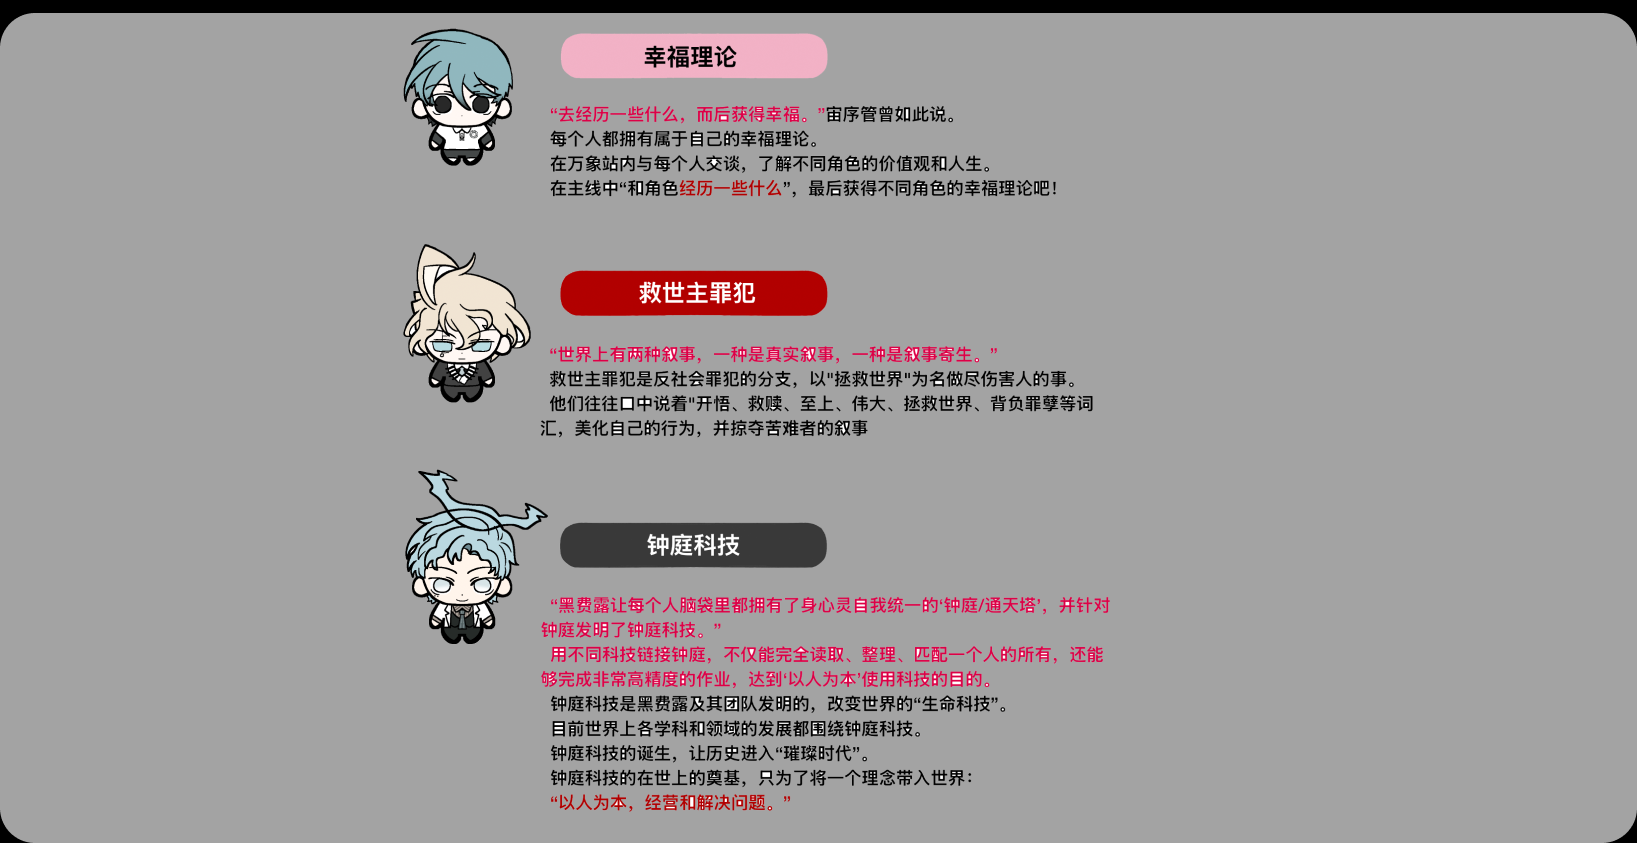 幸福理论
“去经历一些什么，而后获得幸福。”宙序管曾如此说。
每个人都拥有属于自己的幸福理论。
在万象站内与每个人交谈，了解不同角色的价值观和人生。
在主线中“和角色经历一些什么”，最后获得不同角色的幸福理论吧！
救世主罪犯
“世界上有两种叙事，一种是真实叙事，一种是叙事寄生。”
救世主罪犯是反社会罪犯的分支，以"拯救世界"为名做尽伤害人的事。
他们往往口中说着"开悟、救赎、至上、伟大、拯救世界、背负罪孽等词
汇，美化自己的行为，并掠夺苦难者的叙事
钟庭科技
“黑费露让每个人脑袋里都拥有了身心灵自我统一的‘钟庭/通天塔’，并针对
钟庭发明了钟庭科技。”
用不同科技链接钟庭，不仅能完全读取、整理、匹配一个人的所有，还能
够完成非常高精度的作业，达到‘以人为本’使用科技的目的。
钟庭科技是黑费露及其团队发明的，改变世界的“生命科技”。
目前世界上各学科和领域的发展都围绕钟庭科技。
钟庭科技的诞生，让历史进入“璀璨时代”。
钟庭科技的在世上的奠基，只为了将一个理念带入世界：
“以人为本，经营和解决问题。”